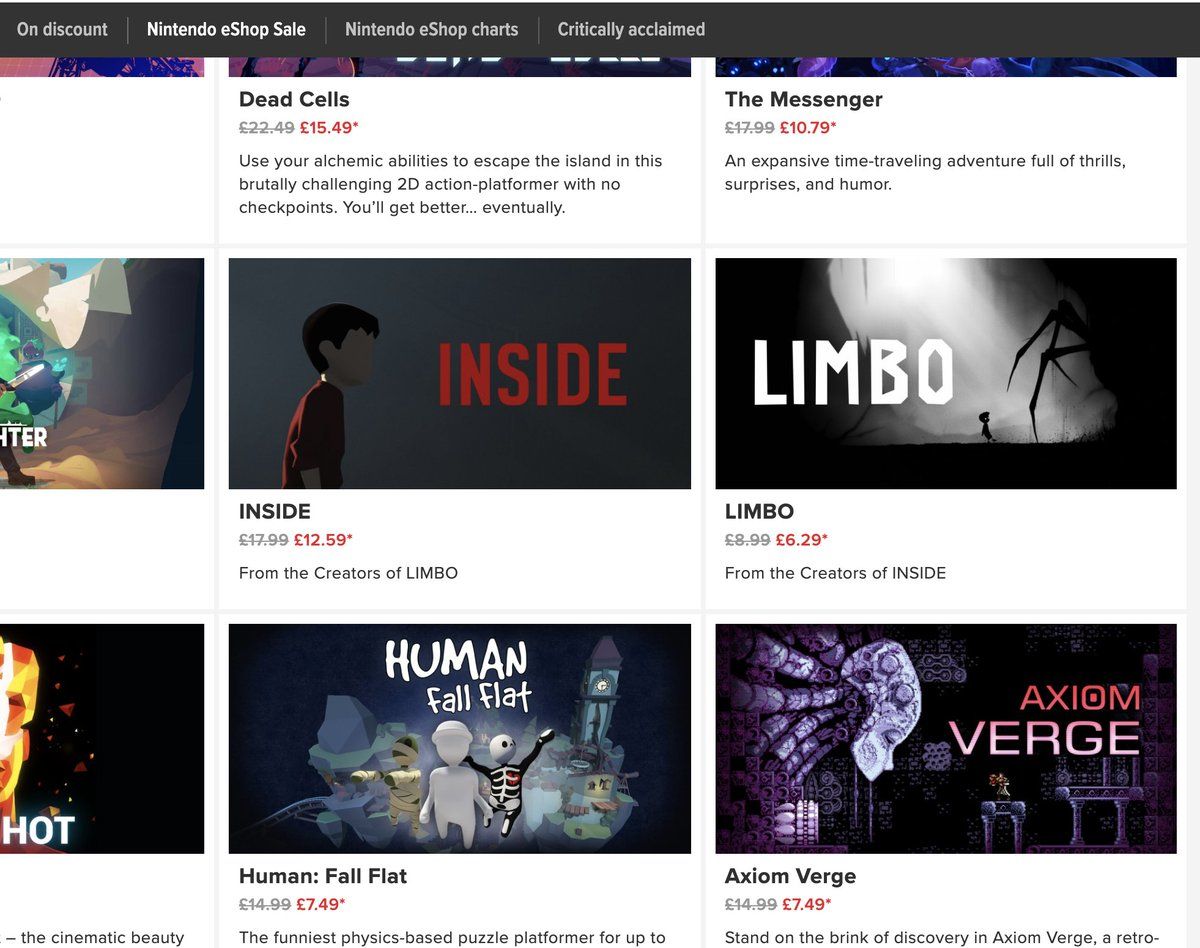 On discount
Nintendo eShop Sale
Nintendo eShop charts
Critically acclaimed
Dead Cells
£22.49 £15.49*
Use your alchemic abilities to escape the island in this
brutally challenging 2D action-platformer with no
checkpoints. You’ll get better... eventually.
The Messenger
£17.99 £10.79*
An expansive time-traveling adventure full of thrills,
surprises, and humor.
HTER
INSIDE
INSIDE
£17.99 £12.59*
From the Creators of LIMBO
LIMBO
LIMBO
£8.99 £6.29*
From the Creators of INSIDE
HOT
– the cinematic beauty
HUMAN
fall flat
Human: Fall Flat
£14.99 £7.49*
The funniest physics-based puzzle platformer for up to
AXIOM
VERGE
Axiom Verge
£14.99 £7.49*
Stand on the brink of discovery in Axiom Verge, a retro-